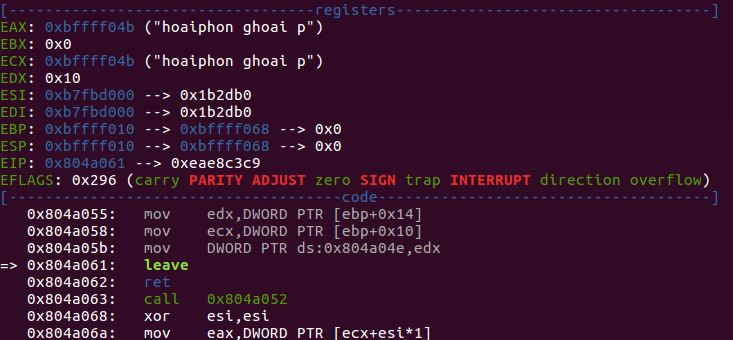 [----------------------------------registers-----------------------------------]
EAX: 0xbffff04b ("hoaiphon ghoai p")
EBX: 0x0
ECX: 0xbffff04b ("hoaiphon ghoai p")
EDX: 0x10
ESI: 0xb7fbd000 --> 0x1b2db0
EDI: 0xb7fbd000 --> 0x1b2db0
EBP: 0xbffff010 --> 0xbffff068 --> 0x0
ESP: 0xbffff010 --> 0xbffff068 --> 0x0
EIP: 0x804a061 --> 0xeae8c3c9
EFLAGS: 0x296 (carry PARITY ADJUST zero SIGN trap INTERRUPT direction overflow)
[-------------------------------------code-------------------------------------]
0x804a055: mov edx,DWORD PTR [ebp+0x14]
0x804a058: mov ecx,DWORD PTR [ebp+0x10]
0x804a05b: mov DWORD PTR ds:0x804a04e,edx
=> 0x804a061: leave
0x804a062: ret
0x804a063: call 0x804a052
0x804a068: xor esi,esi
0x804a06a: mov eax,DWORD PTR [ecx+esi*1]